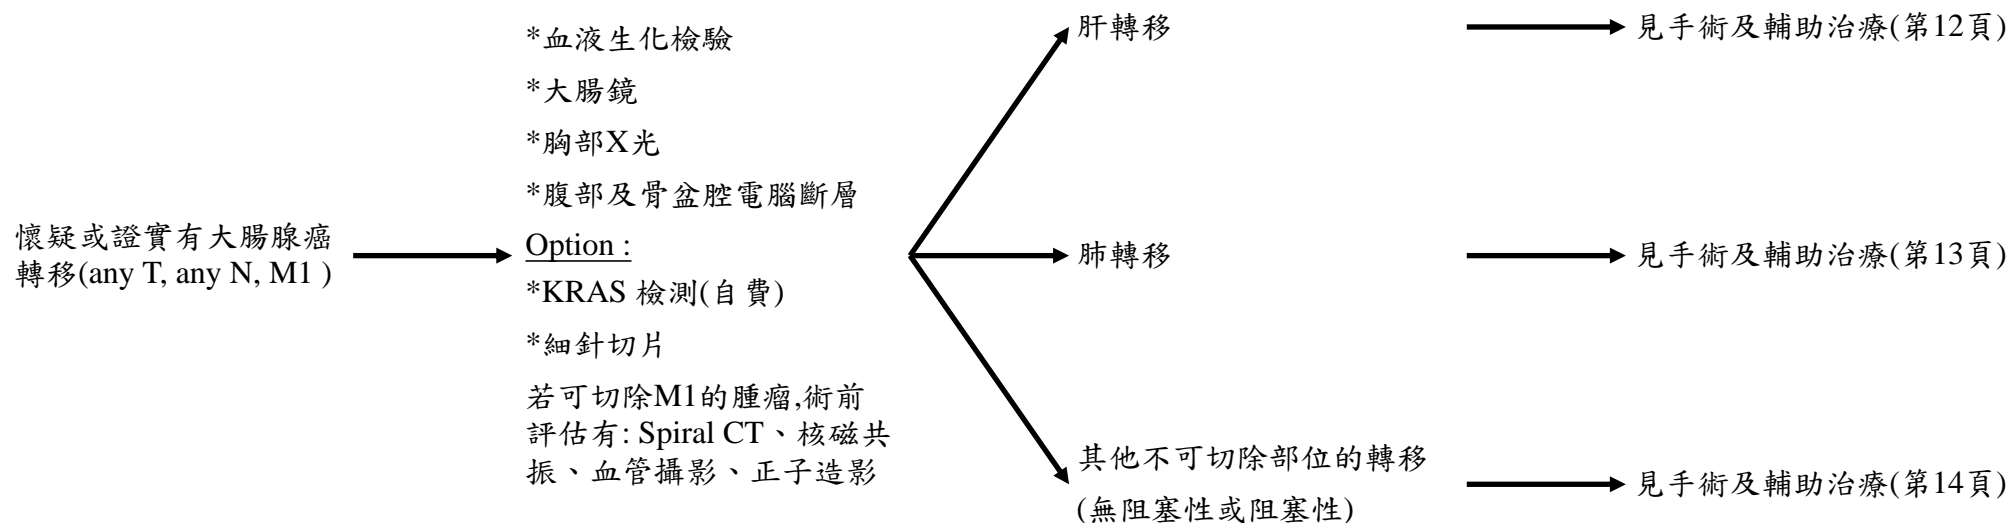 懷疑或證實有大腸腺癌
轉移(any T, any N, M1 )
*血液生化檢驗
*大腸鏡
*胸部X光
*腹部及骨盆腔電腦斷層
Option :
*KRAS 檢測(自費)
*細針切片
若可切除M1的腫瘤,術前
評估有: Spiral CT、核磁共
振、血管攝影、正子造影
肝轉移
見手術及輔助治療(第12頁)
肺轉移
見手術及輔助治療(第13頁)
其他不可切除部位的轉移
(無阻塞性或阻塞性)
見手術及輔助治療(第14頁)